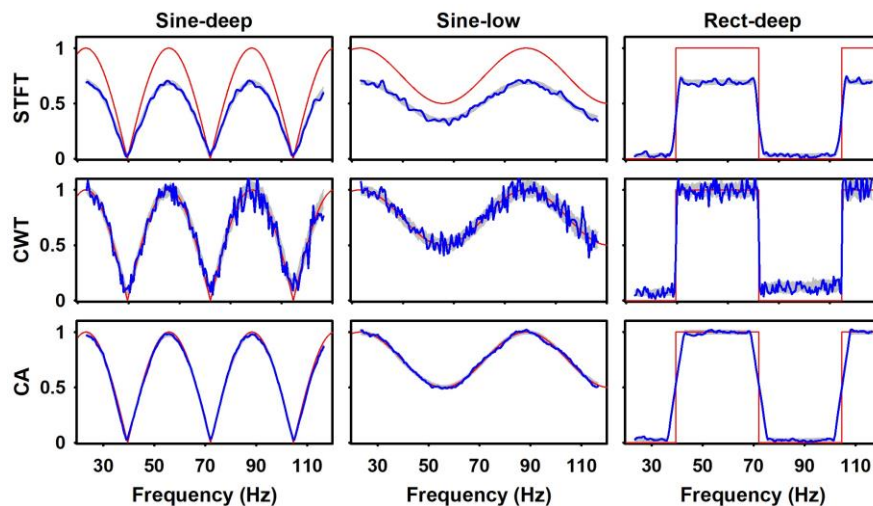 Sine-deep Sine-low Rect-deep
STFT
1
0.5
0
CWT
1
0.5
0
CA
1
0.5
0
30 50 70 90 110 30 50 70 90 110 30 50 70 90 110
Frequency (Hz) Frequency (Hz) Frequency (Hz)